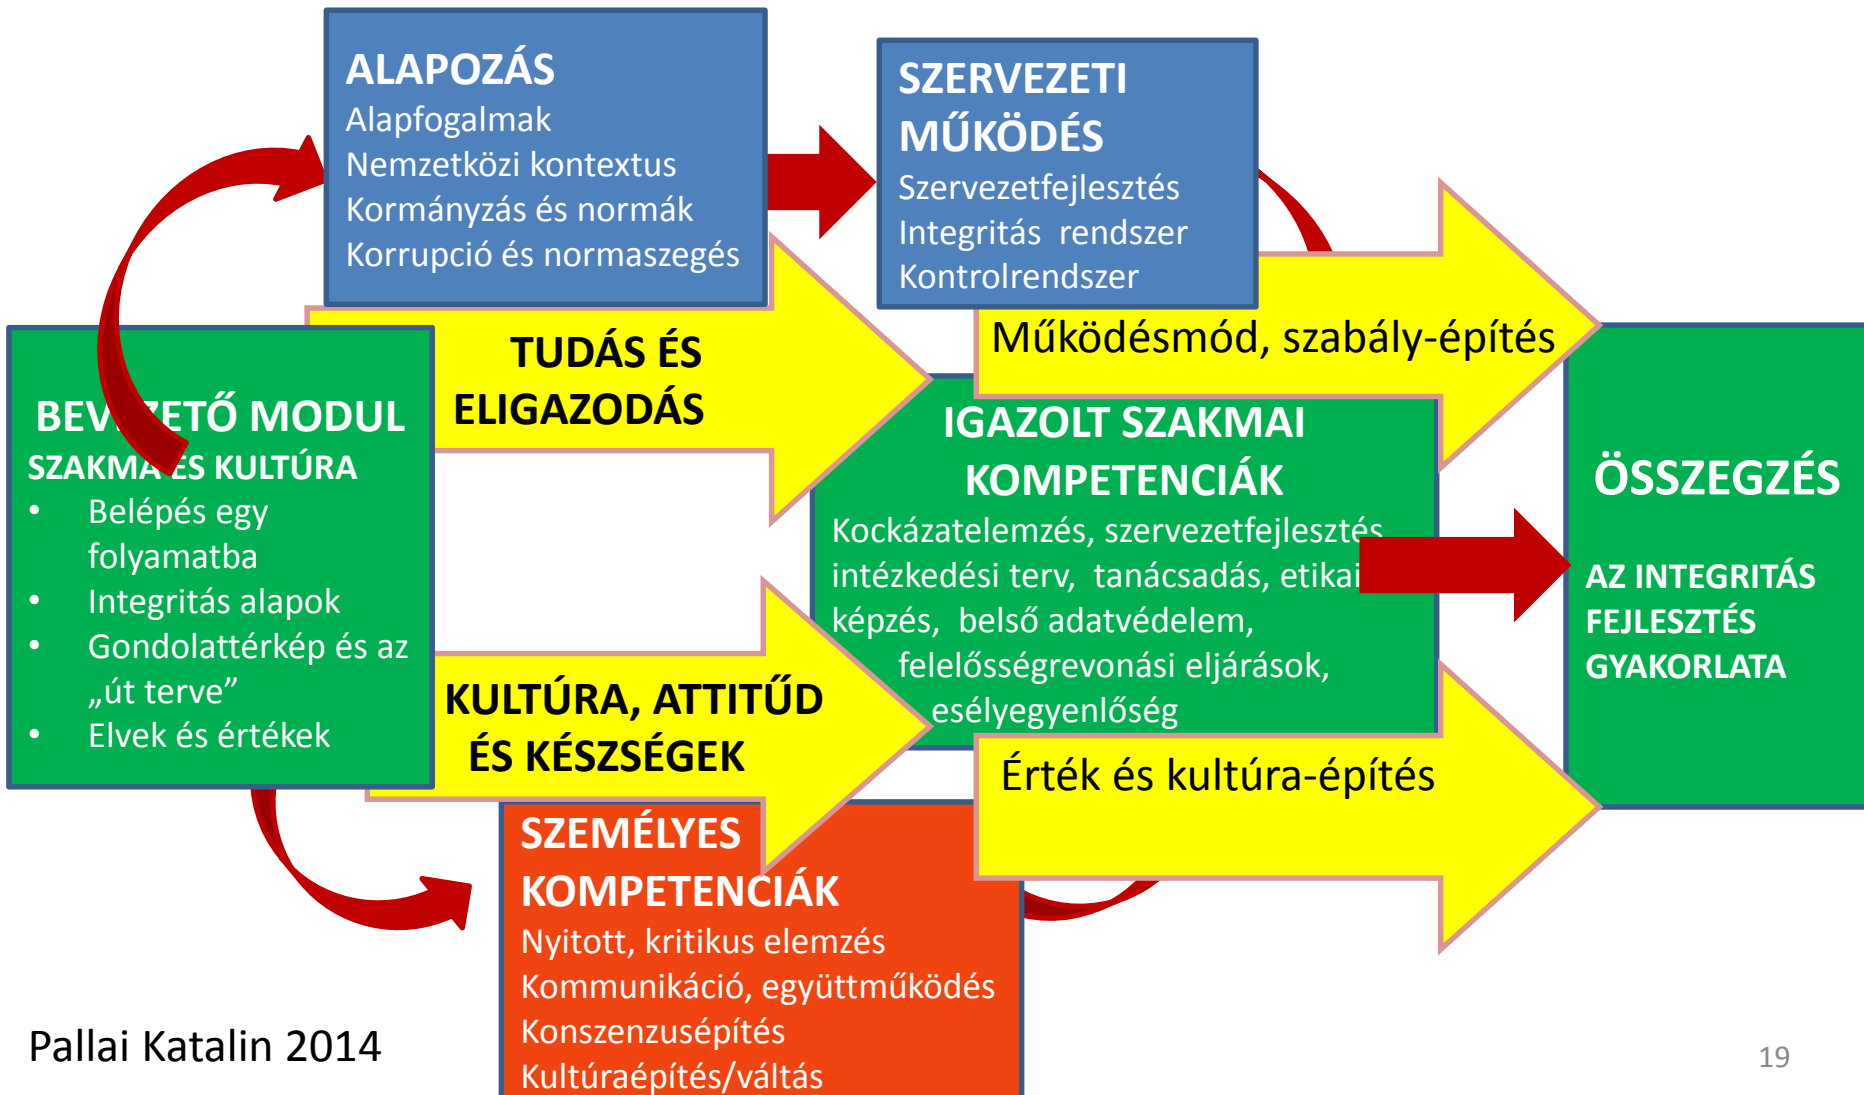 ALAPOZÁS
Alapfogalmak
Nemzetközi kontextus
Kormányzás és normák
Korrupció és normaszegés
SZERVEZETI
MŰKÖDÉS
Szervezetfejlesztés
Integritás rendszer
Kontrolrendszer
TUDÁS ÉS
ELIGAZODÁS
Működésmód, szabály-építés
BEVEZETŐ MODUL
SZAKMA ÉS KULTÚRA
• Belépés egy
folyamatba
• Integritás alapok
• Gondolattérkép és az
„út terve”
• Elvek és értékek
IGAZOLT SZAKMAI
KOMPETENCIÁK
Kockázatelemzés, szervezetfejlesztés
intézkedési terv, tanácsadás, etikai
képzés, belső adatvédelem,
felelősségrevonási eljárások,
esélyegyenlőség
ÖSSZEGZÉS
AZ INTEGRITÁS
FEJLESZTÉS
GYAKORLATA
KULTÚRA, ATTITŰD
ÉS KÉSZSÉGEK
Érték és kultúra-építés
SZEMÉLYES
KOMPETENCIÁK
Nyitott, kritikus elemzés
Kommunikáció, együttműködés
Konszenzusépítés
Kultúraépítés/váltás
Pallai Katalin 2014
19